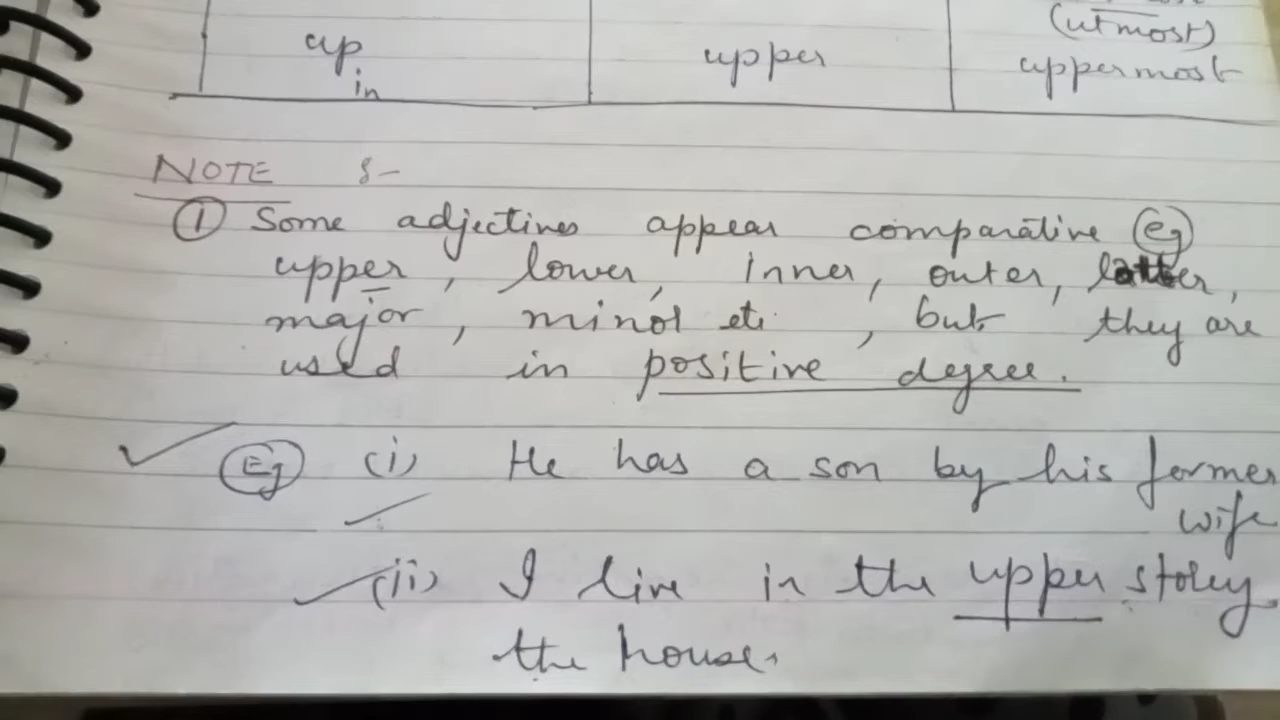 (utmost)
up upper uppermost
in
NOTE :-
① Some adjectives appear comparative Eg
upper, lower, inner, outer, latter,
major, minor etc, but they are
used in positive degree.
Eg (i) He has a son by his former
wife
(ii) I live in the upper storey
the house.